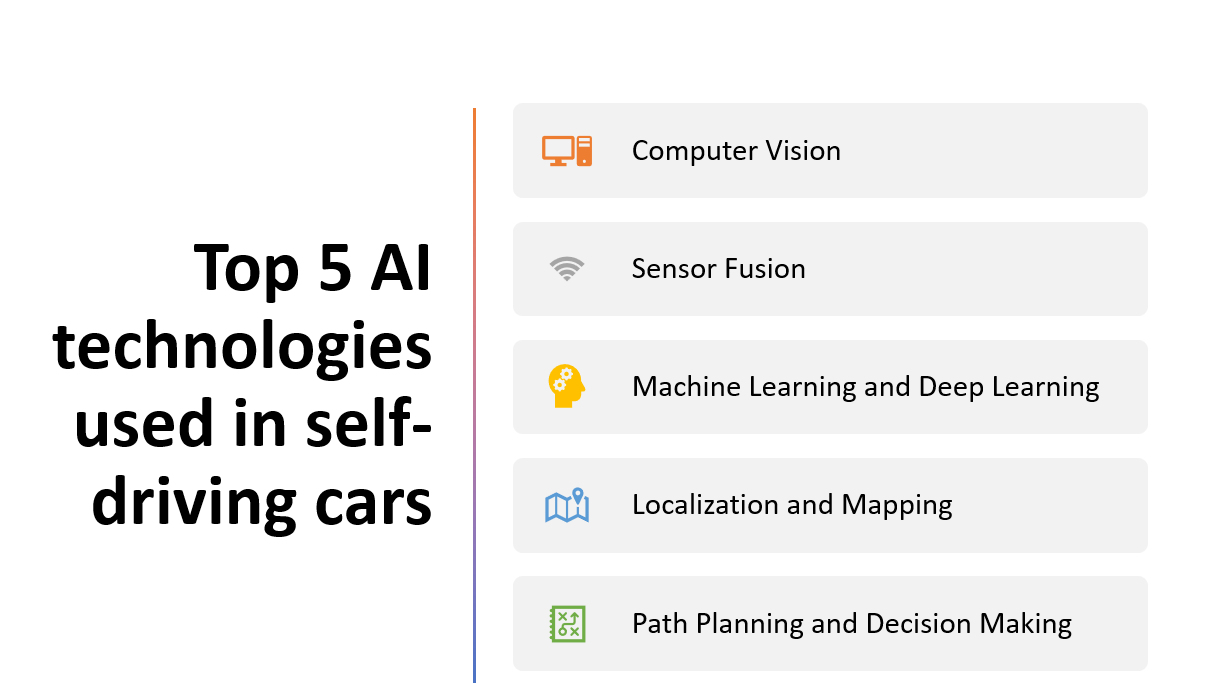 Top 5 AI
technologies
used in self-
driving cars
Computer Vision
Sensor Fusion
Machine Learning and Deep Learning
Localization and Mapping
Path Planning and Decision Making